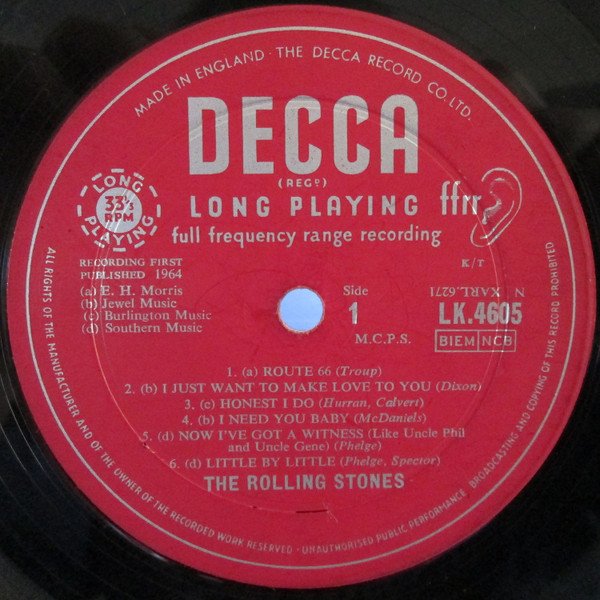 MADE IN ENGLAND · THE DECCA RECORD CO. LTD.
DECCA
(REGD)
LONG PLAYING ffrr
full frequency range recording
LONG
33⅓
RPM
PLAYING
RECORDING FIRST
PUBLISHED 1964
(a) E. H. Morris
(b) Jewel Music
(c) Burlington Music
(d) Southern Music
Side
1
M.C.P.S.
K/T
N XARL.6271
LK.4605
BIEM NCB
1. (a) ROUTE 66 (Troup)
2. (b) I JUST WANT TO MAKE LOVE TO YOU (Dixon)
3. (c) HONEST I DO (Hurran, Calvert)
4. (b) I NEED YOU BABY (McDaniels)
5. (d) NOW I'VE GOT A WITNESS (Like Uncle Phil
and Uncle Gene) (Phelge)
6. (d) LITTLE BY LITTLE (Phelge, Spector)
THE ROLLING STONES
ALL RIGHTS OF THE MANUFACTURER AND OF THE OWNER OF THE RECORDED WORK RESERVED · UNAUTHORISED PUBLIC PERFORMANCE BROADCASTING AND COPYING OF THIS RECORD PROHIBITED